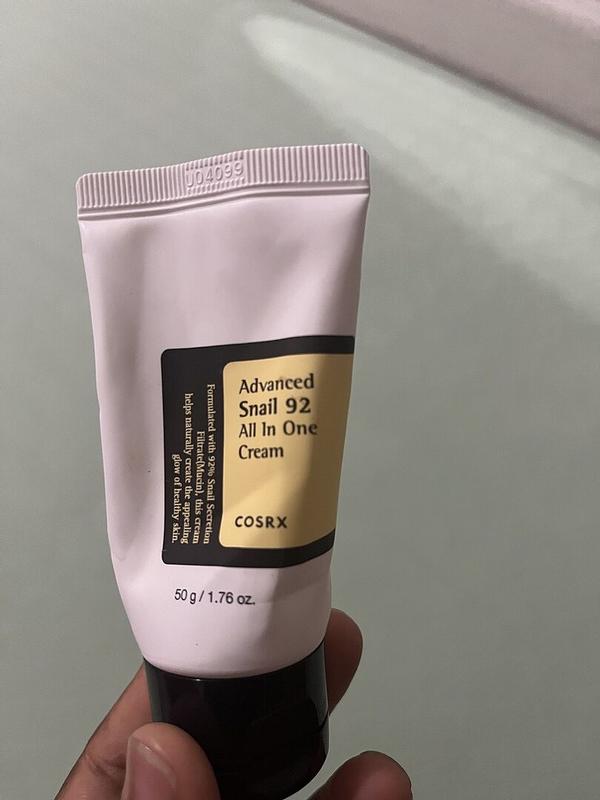 U04099
Advanced
Snail 92
All In One
Cream
COSRX
Formulated with 92% Snail Secretion
Filtrate(Mucin), this cream
helps naturally create the appealing
glow of healthy skin.
50 g / 1.76 oz.